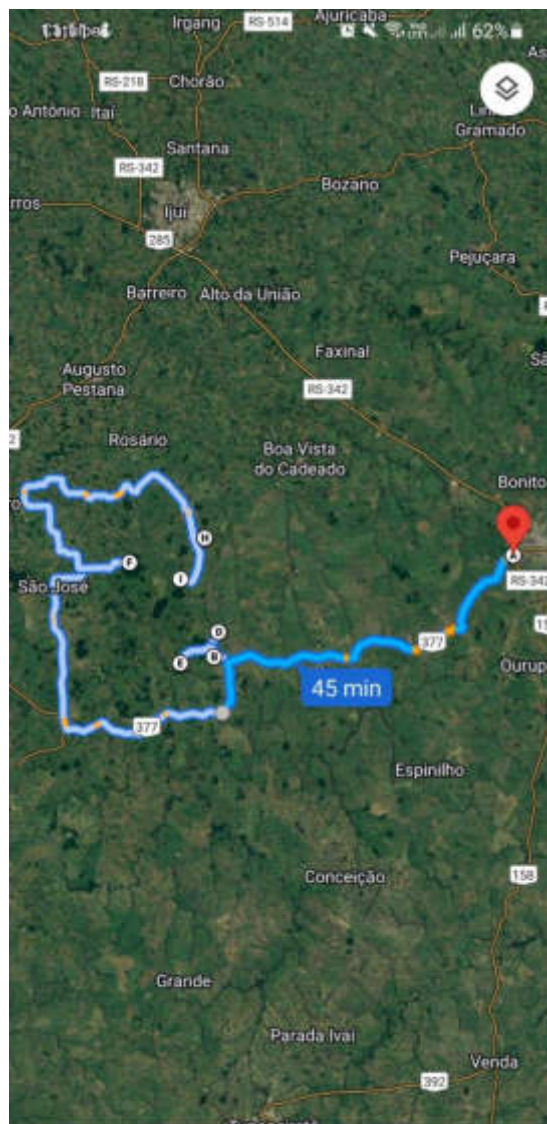 Irgang
RS-514
Ajuricaba
62%
RS-218
Chorão
o Antônio
Itaí
Gramado
Santana
RS-342
Bozano
rros
Ijuí
285
Pejuçara
Barreiro
Alto da União
Faxinal
Augusto
Pestana
RS-342
Rosário
Boa Vista
do Cadeado
Bonito
H
A
F
São José
I
RS-342
D
377
E
B
45 min
377
Espinilho
Conceição
158
Grande
Parada Ivai
Venda
392